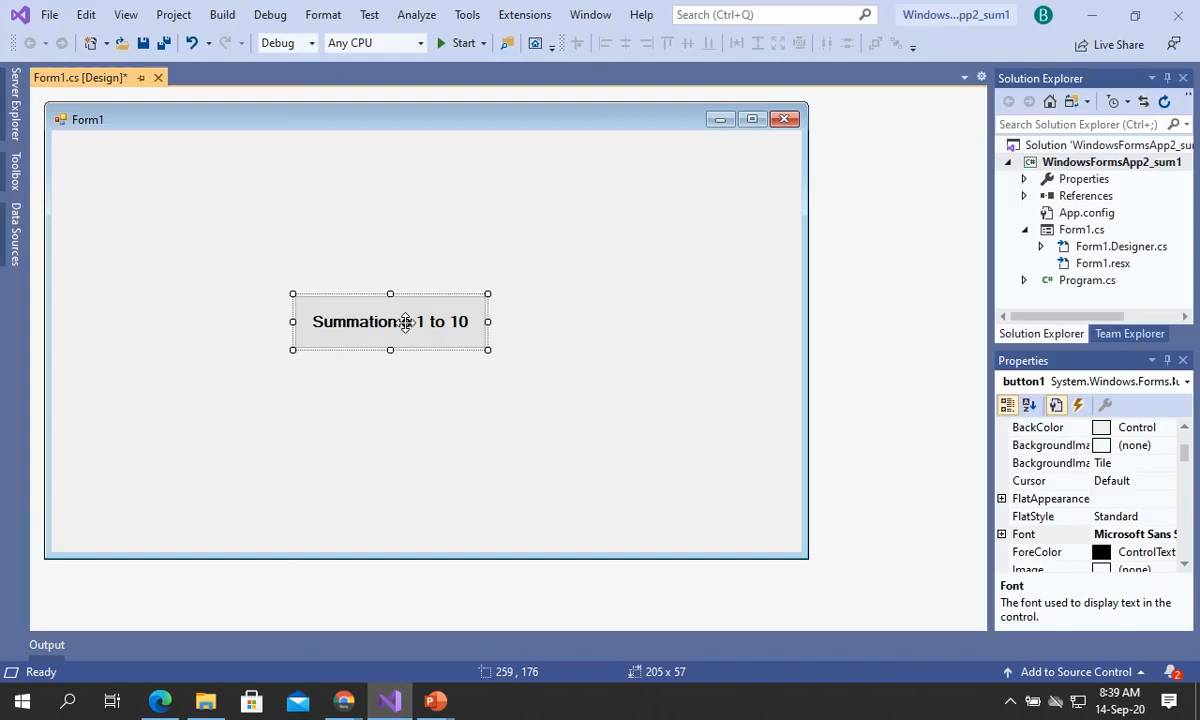 File Edit View Project Build Debug Format Test Analyze Tools Extensions Window Help Search (Ctrl+Q) Windows...pp2_sum1 B
Debug Any CPU Start Live Share
Form1.cs [Design]*
Server Explorer
Toolbox
Data Sources
Form1
Summation: 1 to 10
Solution Explorer
Search Solution Explorer (Ctrl+;)
Solution 'WindowsFormsApp2_su
WindowsFormsApp2_sum1
Properties
References
App.config
Form1.cs
Form1.Designer.cs
Form1.resx
Program.cs
Solution Explorer Team Explorer
Properties
button1 System.Windows.Forms.
BackColor Control
BackgroundIma (none)
BackgroundIma Tile
Cursor Default
FlatAppearance
FlatStyle Standard
Font Microsoft Sans S
ForeColor ControlText
Image (none)
Font
The font used to display text in the
control.
Output
Ready 259 , 176 205 x 57 Add to Source Control 2
8:39 AM
14-Sep-20